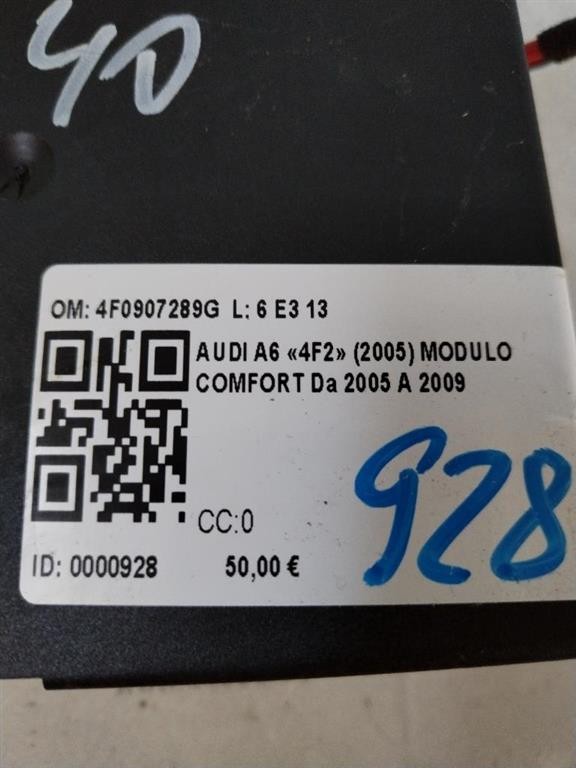 40
OM: 4F0907289G L: 6 E3 13
AUDI A6 «4F2» (2005) MODULO
COMFORT Da 2005 A 2009
CC:0
928
ID: 0000928 50,00 €